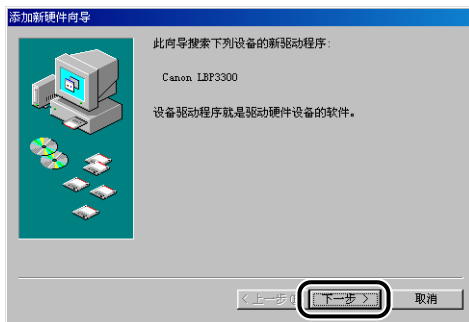 添加新硬件向导
此向导搜索下列设备的新驱动程序:
Canon LBP3300
设备驱动程序就是驱动硬件设备的软件。
< 上一步
下一步 >
取消